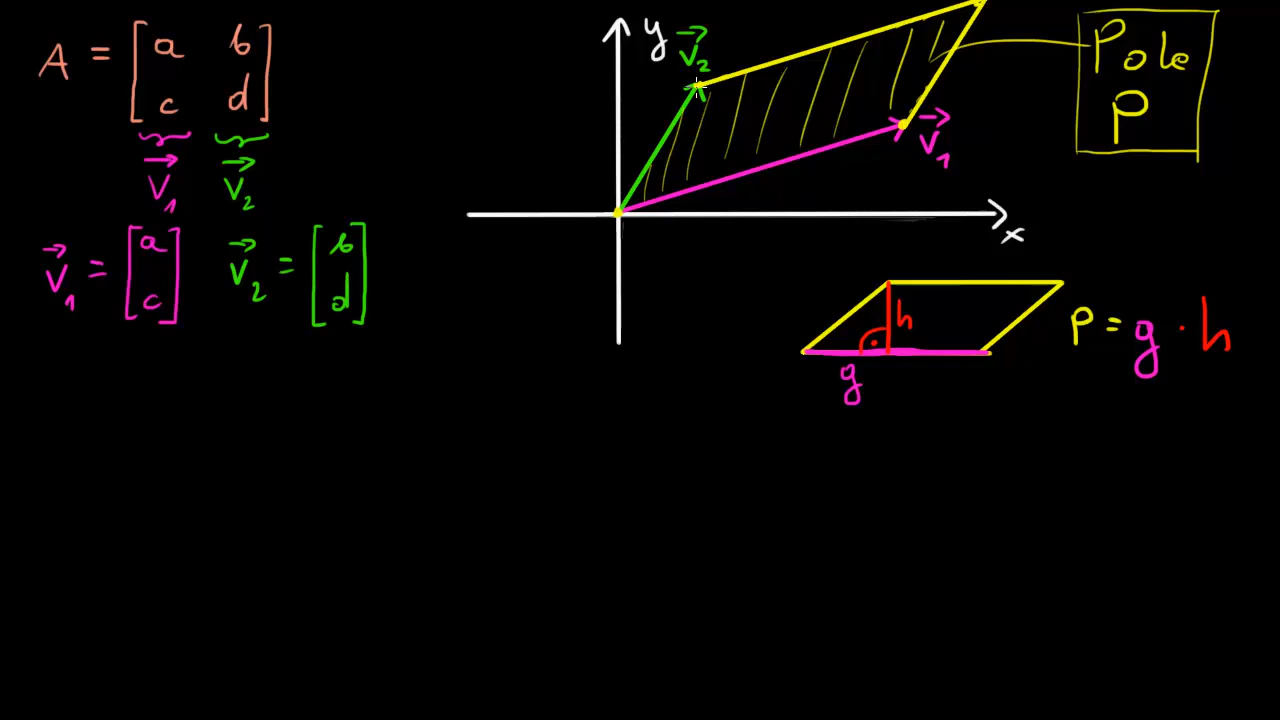 A = [a b
c d]
v₁ v₂
v₁ = [a
c]
v₂ = [b
d]
y
v₂
v₁
x
Pole
P
h
g
P = g · h